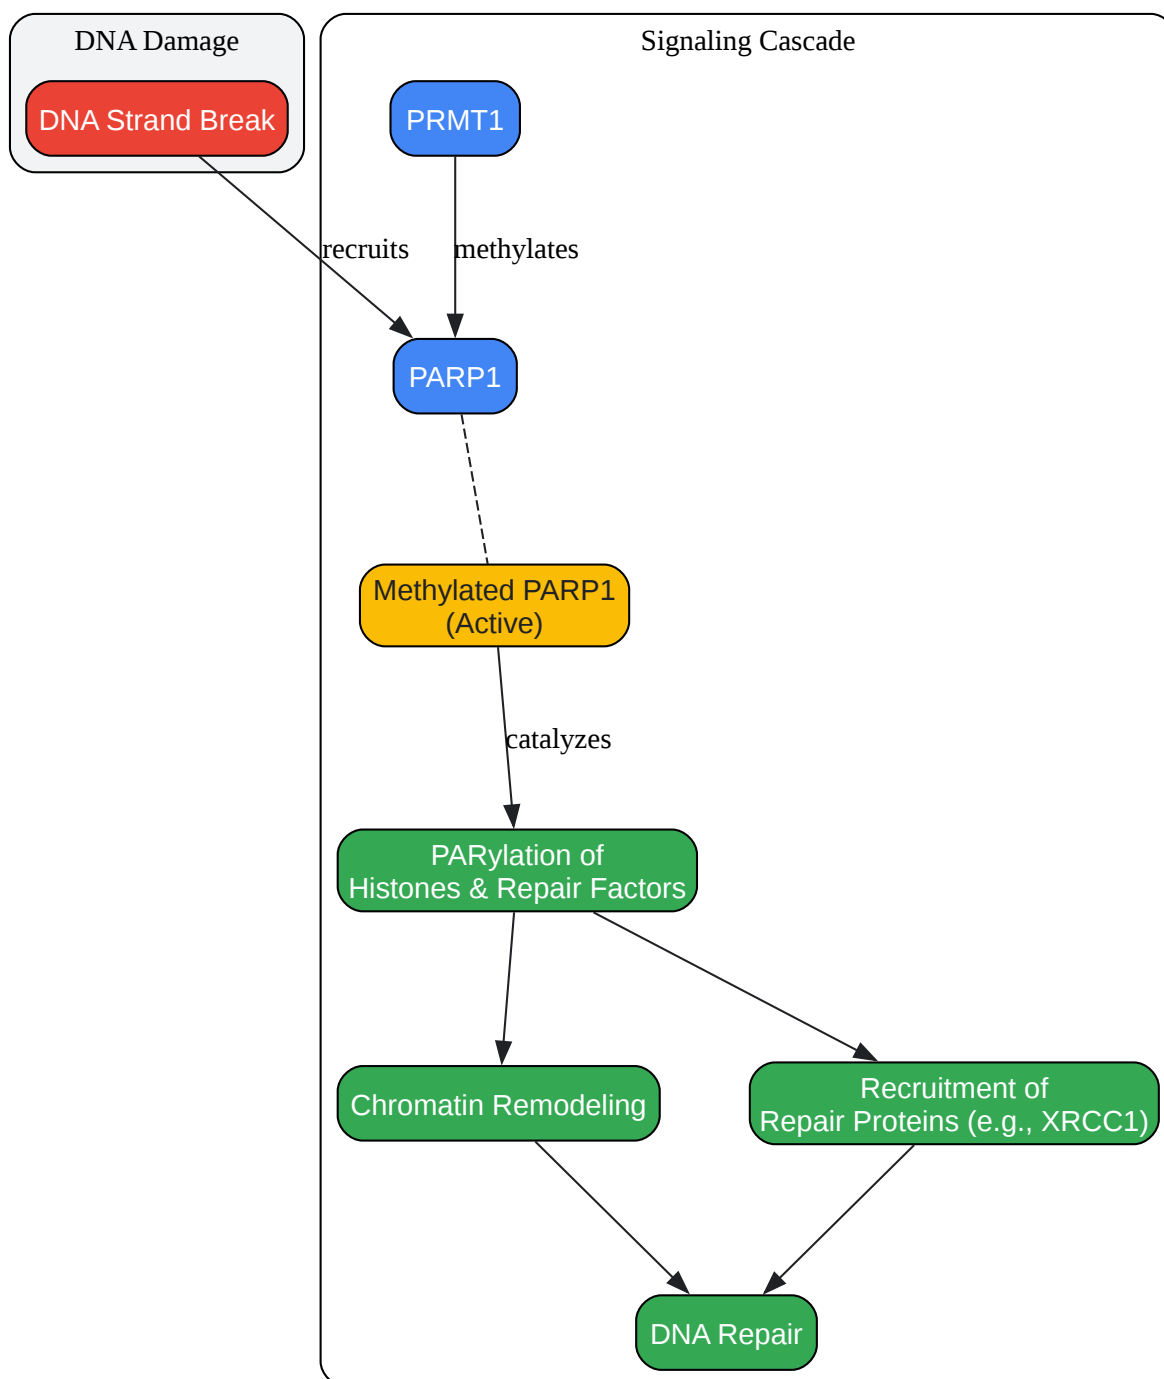 DNA Damage
Signaling Cascade
DNA Strand Break
PRMT1
recruits
methylates
PARP1
Methylated PARP1
(Active)
catalyzes
PARylation of
Histones & Repair Factors
Chromatin Remodeling
Recruitment of
Repair Proteins (e.g., XRCC1)
DNA Repair